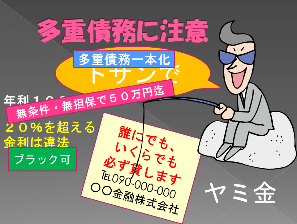 多重債務に注意
多重債務一本化
トサンで
年利１０
無条件・無担保で５０万円迄
２０％を超える
金利は違法
ブラック可
誰にでも、
いくらでも
必ず貸します
℡090-000-000
〇〇金融株式会社
ヤミ金